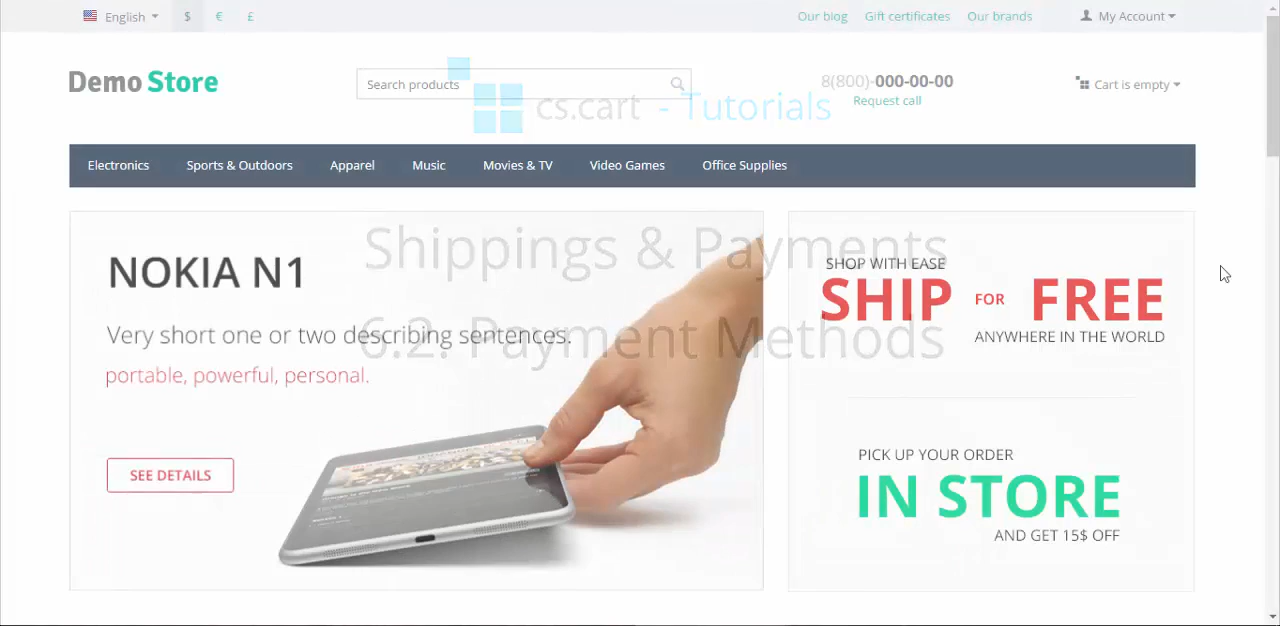 English
$
€
£
Our blog
Gift certificates
Our brands
My Account
Demo Store
Search products
8(800)-000-00-00
Request call
Cart is empty
cs.cart - Tutorials
Electronics
Sports & Outdoors
Apparel
Music
Movies & TV
Video Games
Office Supplies
Shippings & Payments
6.2. Payment Methods
NOKIA N1
Very short one or two describing sentences.
portable, powerful, personal.
SEE DETAILS
SHOP WITH EASE
SHIP FOR FREE
ANYWHERE IN THE WORLD
PICK UP YOUR ORDER
IN STORE
AND GET 15$ OFF